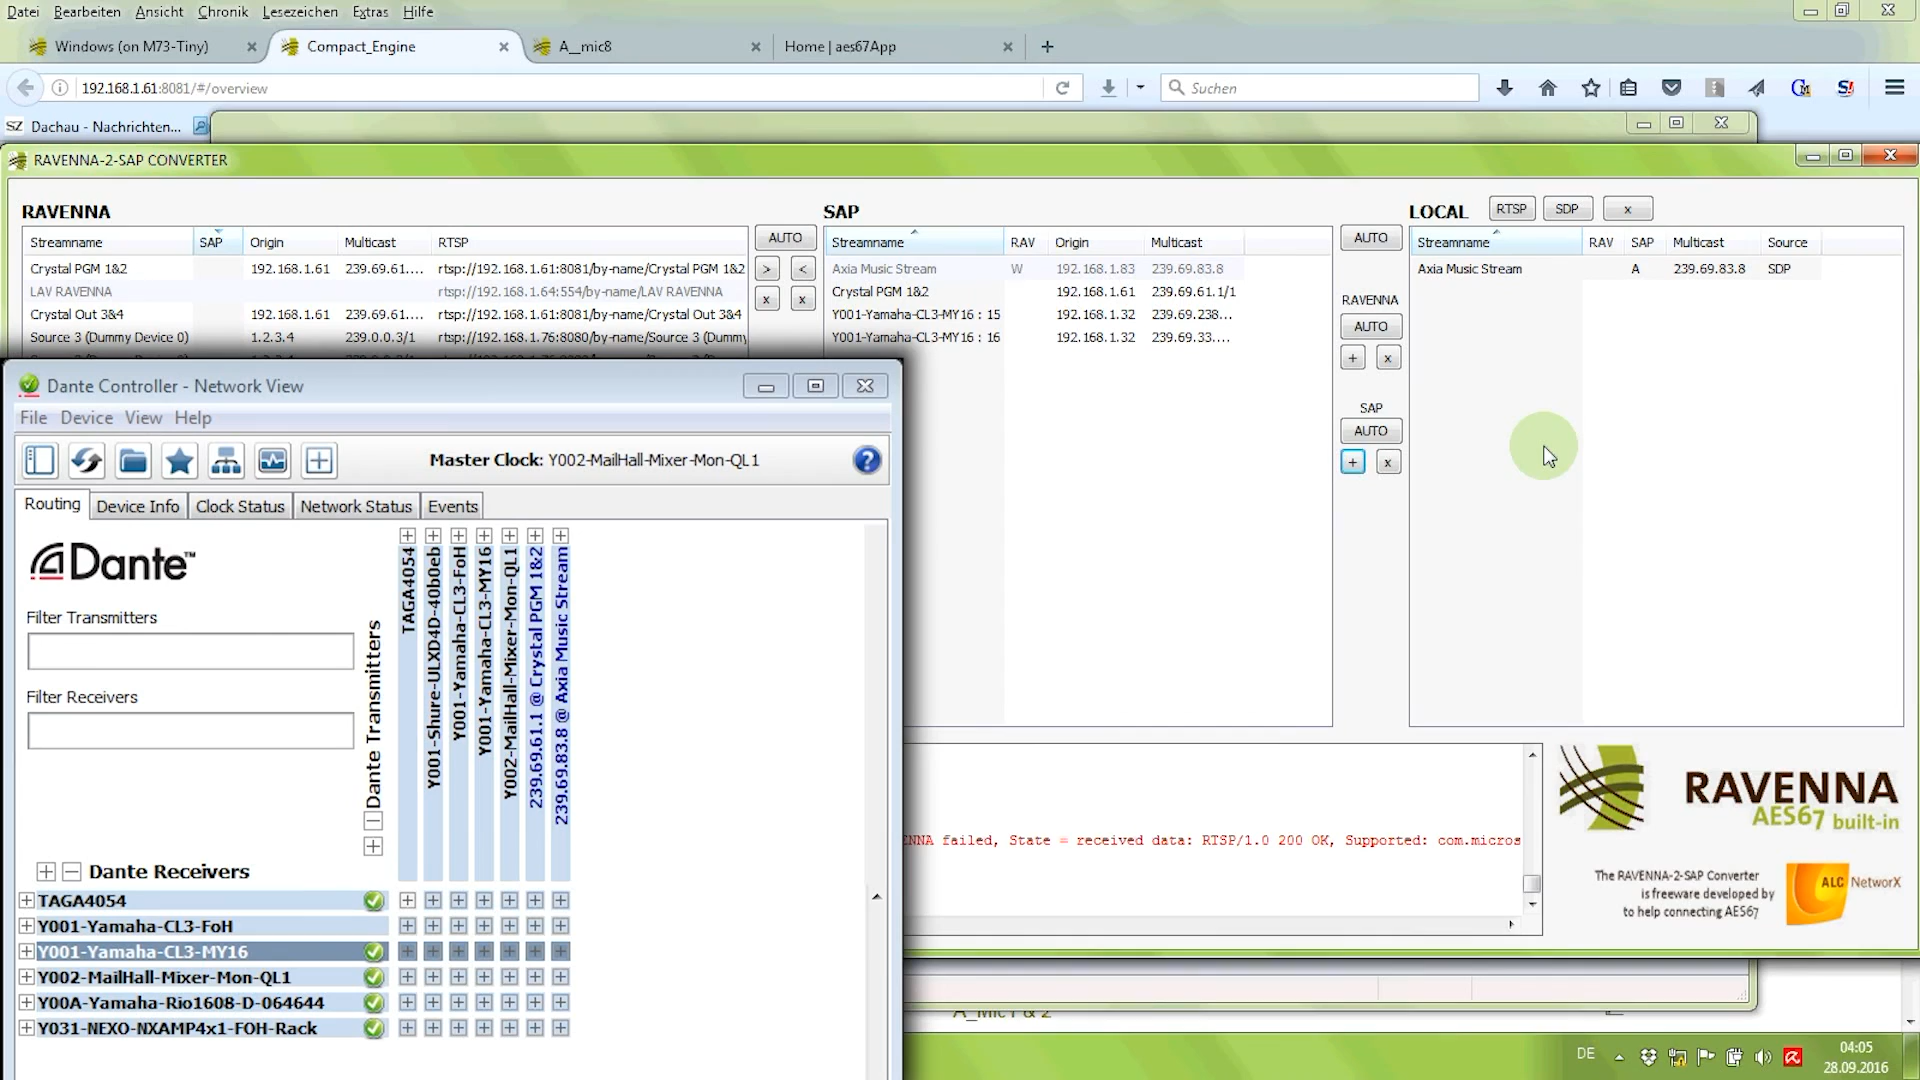 Datei Bearbeiten Ansicht Chronik Lesezeichen Extras Hilfe
Windows (on M73-Tiny)
Compact_Engine
A__mic8
Home | aes67App
192.168.1.61:8081/#/overview
Suchen
SZ Dachau - Nachrichten...
RAVENNA-2-SAP CONVERTER
RAVENNA
Streamname SAP Origin Multicast RTSP
Crystal PGM 1&2 192.168.1.61 239.69.61.... rtsp://192.168.1.61:8081/by-name/Crystal PGM 1&2
LAV RAVENNA rtsp://192.168.1.64:554/by-name/LAV RAVENNA
Crystal Out 3&4 192.168.1.61 239.69.61.... rtsp://192.168.1.61:8081/by-name/Crystal Out 3&4
Source 3 (Dummy Device 0) 1.2.3.4 239.0.0.3/1 rtsp://192.168.1.76:8080/by-name/Source 3 (Dummy
AUTO
> <
x x
SAP
Streamname RAV Origin Multicast
Axia Music Stream W 192.168.1.83 239.69.83.8
Crystal PGM 1&2 192.168.1.61 239.69.61.1/1
Y001-Yamaha-CL3-MY16 : 15 192.168.1.32 239.69.238...
Y001-Yamaha-CL3-MY16 : 16 192.168.1.32 239.69.33....
AUTO
RAVENNA
AUTO
+ x
SAP
AUTO
+ x
LOCAL RTSP SDP x
Streamname RAV SAP Multicast Source
Axia Music Stream A 239.69.83.8 SDP
Dante Controller - Network View
File Device View Help
Master Clock: Y002-MailHall-Mixer-Mon-QL1
Routing Device Info Clock Status Network Status Events
Dante™
Filter Transmitters
Filter Receivers
Dante Transmitters
TAGA4054
Y001-Shure-ULXD4D-40b0eb
Y001-Yamaha-CL3-FoH
Y001-Yamaha-CL3-MY16
Y002-MailHall-Mixer-Mon-QL1
239.69.61.1 @ Crystal PGM 1&2
239.69.83.8 @ Axia Music Stream
Dante Receivers
TAGA4054
Y001-Yamaha-CL3-FoH
Y001-Yamaha-CL3-MY16
Y002-MailHall-Mixer-Mon-QL1
Y00A-Yamaha-Rio1608-D-064644
Y031-NEXO-NXAMP4x1-FOH-Rack
ENNA failed, State = received data: RTSP/1.0 200 OK, Supported: com.micros
RAVENNA
AES67 built-in
The RAVENNA-2-SAP Converter
is freeware developed by
to help connecting AES67
ALC NetworX
A_Mic1 & 2
DE
04:05
28.09.2016